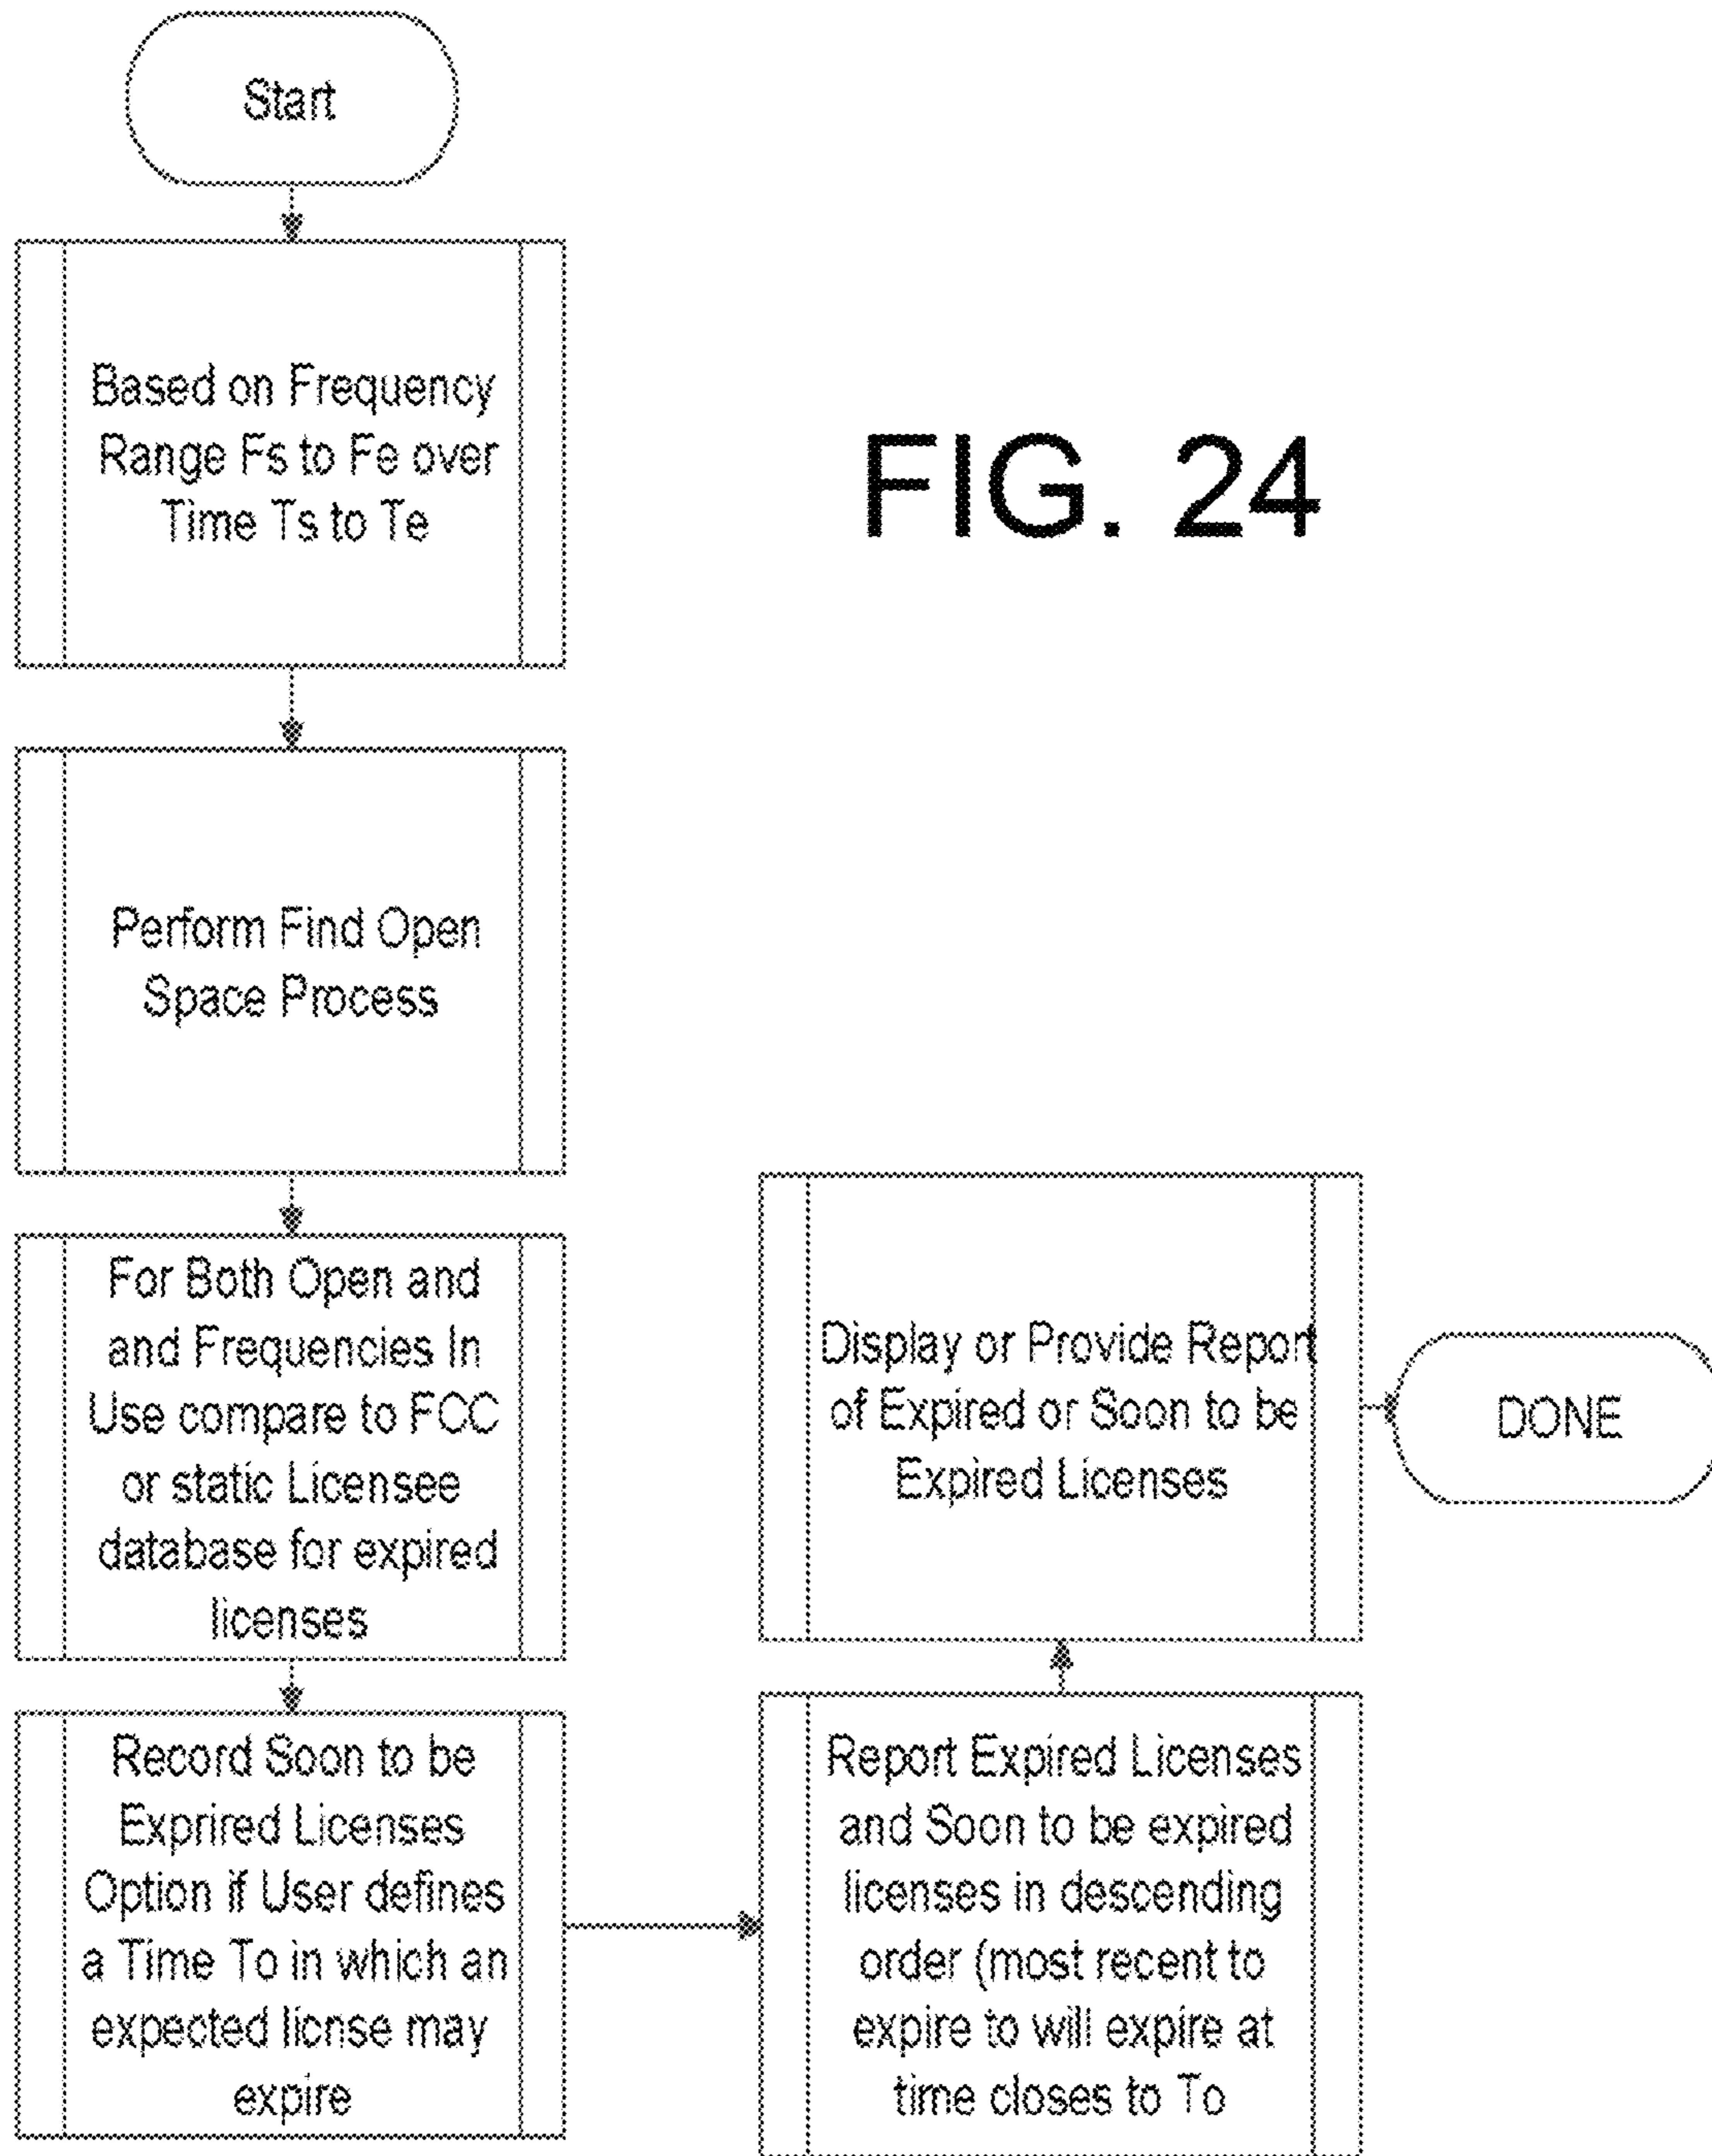 Start
Based on Frequency
Range Fs to Fe over
Time Ts to Te
FIG. 24
Perform Find Open
Space Process
For Both Open and
and Frequencies In
Use compare to FCC
or static Licensee
database for expired
licenses
Record Soon to be
Exprired Licenses
Option if User defines
a Time To in which an
expected licnse may
expire
Report Expired Licenses
and Soon to be expired
licenses in descending
order (most recent to
expire to will expire at
time closes to To
Display or Provide Report
of Expired or Soon to be
Expired Licenses
DONE